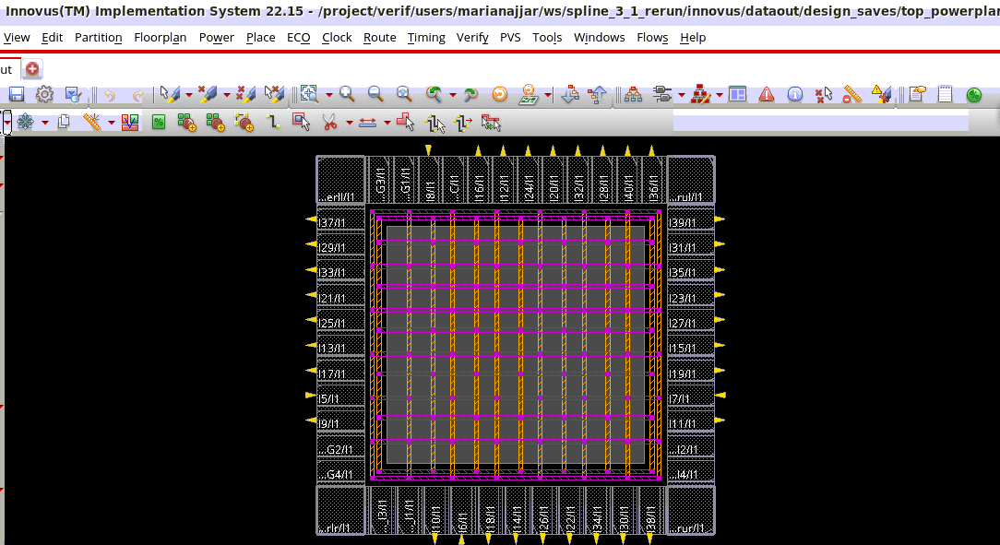 Innovus(TM) Implementation System 22.15 - /project/verif/users/marianajjar/ws/spline_3_1_rerun/innovus/dataout/design_saves/top_powerplan
View Edit Partition Floorplan Power Place ECO Clock Route Timing Verify PVS Tools Windows Flows Help
ut
...erll/I1 ...G3/I1 ...G1/I1 I8/I1 ...C/I1 I16/I1 I12/I1 I24/I1 I20/I1 I32/I1 I28/I1 I40/I1 I36/I1 ...rul/I1
I37/I1 I39/I1
I29/I1 I31/I1
I33/I1 I35/I1
I21/I1 I23/I1
I25/I1 I27/I1
I13/I1 I15/I1
I17/I1 I19/I1
I5/I1 I7/I1
I9/I1 I11/I1
...G2/I1 ...I2/I1
...G4/I1 ...I4/I1
...rlr/I1 ..._I3/I1 ..._I1/I1 I10/I1 I6/I1 I18/I1 I14/I1 I26/I1 I22/I1 I34/I1 I30/I1 I38/I1 ...rur/I1